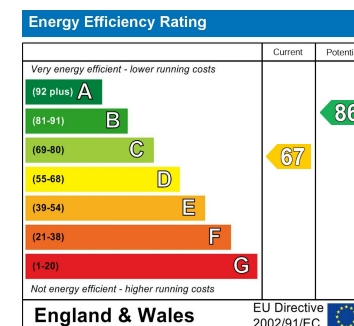 Energy Efficiency Rating
Current Potenti
Very energy efficient - lower running costs
(92 plus) A
(81-91) B
(69-80) C
(55-68) D
(39-54) E
(21-38) F
(1-20) G
67
86
Not energy efficient - higher running costs
England & Wales
EU Directive
2002/91/EC